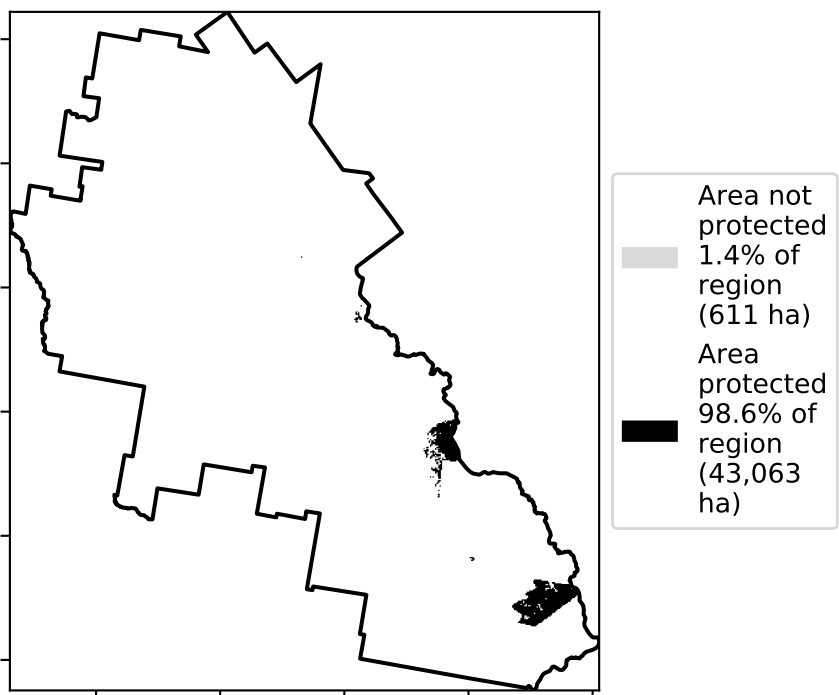 Area not
protected
1.4% of
region
(611 ha)
Area
protected
98.6% of
region
(43,063
ha)